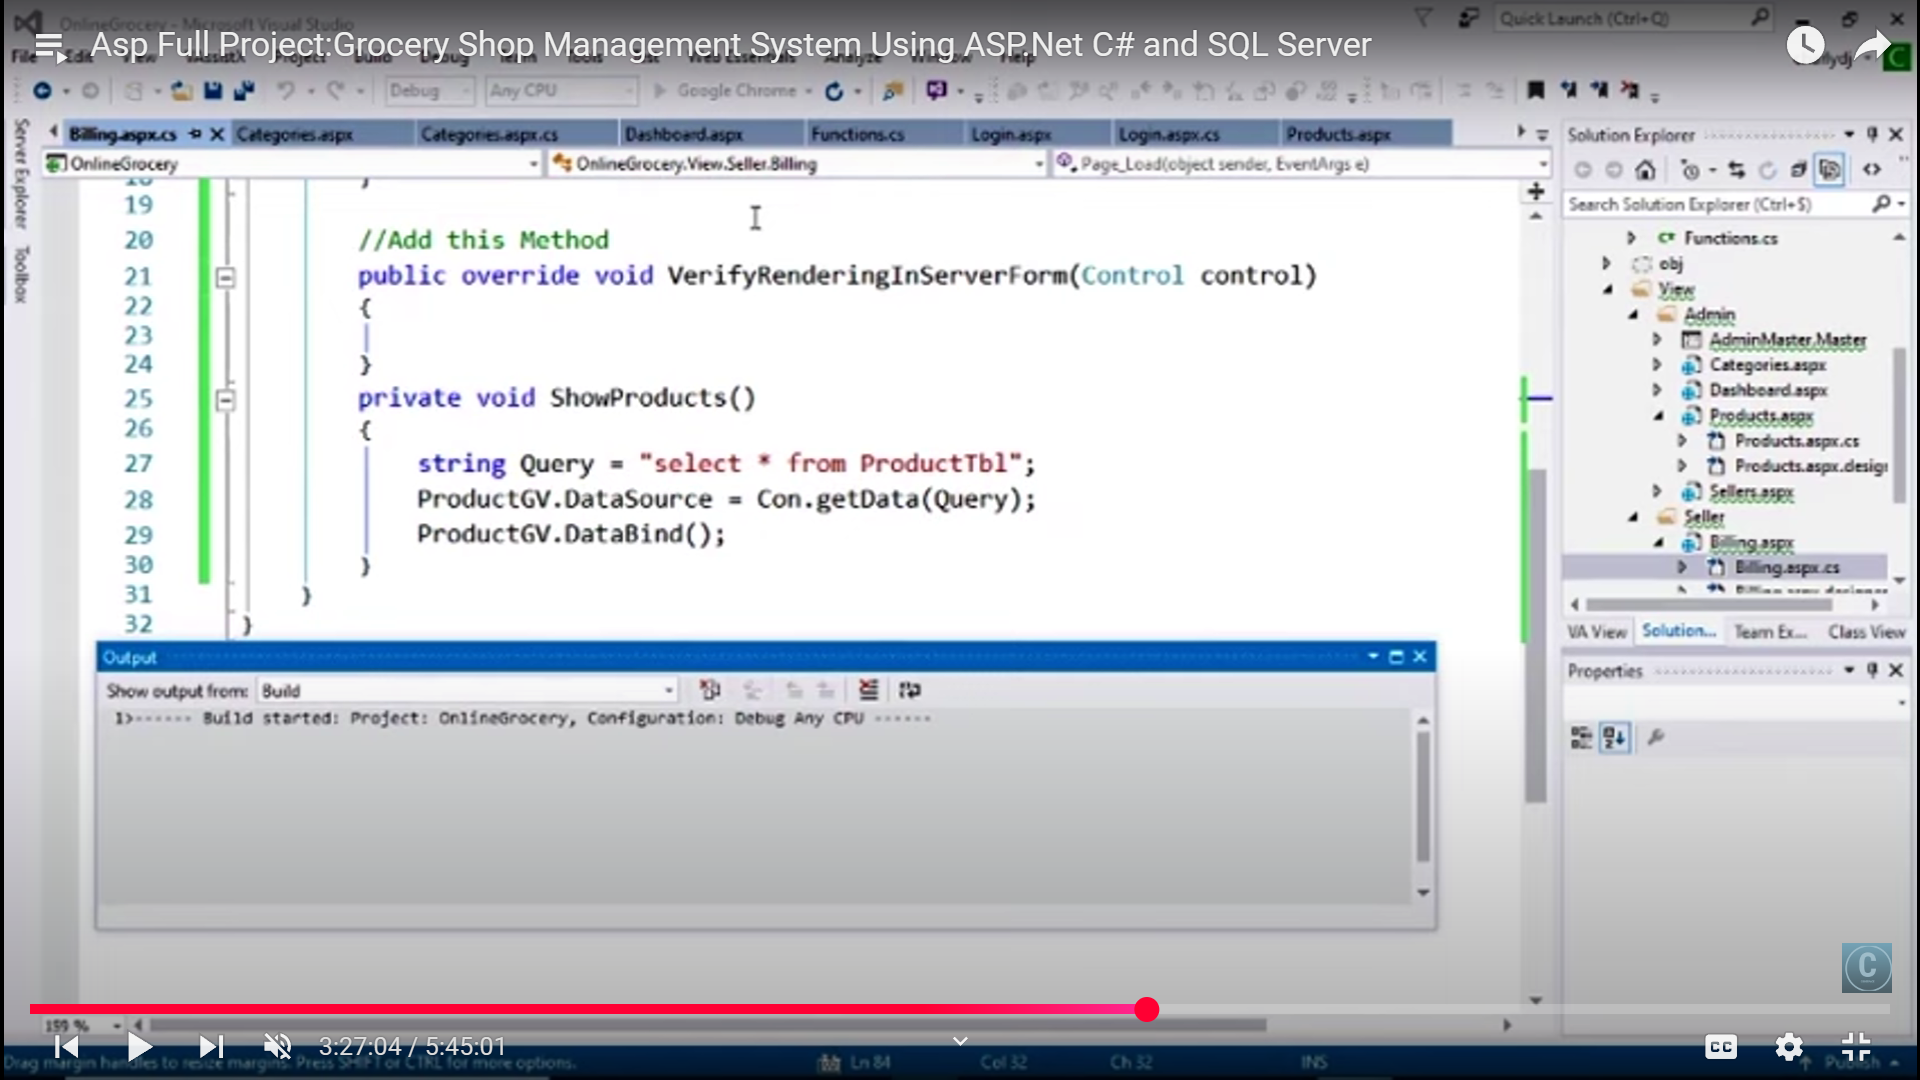 OnlineGrocery - Microsoft Visual Studio
Quick Launch (Ctrl+Q)
Asp Full Project:Grocery Shop Management System Using ASP.Net C# and SQL Server
Debug
Any CPU
Google Chrome
Server Explorer
Toolbox
Billing.aspx.cs
Categories.aspx
Categories.aspx.cs
Dashboard.aspx
Functions.cs
Login.aspx
Login.aspx.cs
Products.aspx
OnlineGrocery
OnlineGrocery.View.Seller.Billing
Page_Load(object sender, EventArgs e)
18 }
19
20 //Add this Method
21 public override void VerifyRenderingInServerForm(Control control)
22 {
23
24 }
25 private void ShowProducts()
26 {
27 string Query = "select * from ProductTbl";
28 ProductGV.DataSource = Con.getData(Query);
29 ProductGV.DataBind();
30 }
31 }
32 }
Output
Show output from: Build
1>------ Build started: Project: OnlineGrocery, Configuration: Debug Any CPU ------
Solution Explorer
Search Solution Explorer (Ctrl+$)
Functions.cs
obj
View
Admin
AdminMaster.Master
Categories.aspx
Dashboard.aspx
Products.aspx
Products.aspx.cs
Products.aspx.desig
Sellers.aspx
Seller
Billing.aspx
Billing.aspx.cs
VA View
Solution...
Team Ex...
Class View
Properties
C
159 %
3:27:04 / 5:45:01
CC
Drag margin handles to resize margins. Press SHIFT or CTRL for more options.
Ln 84
Col 32
Ch 32
INS
Publish